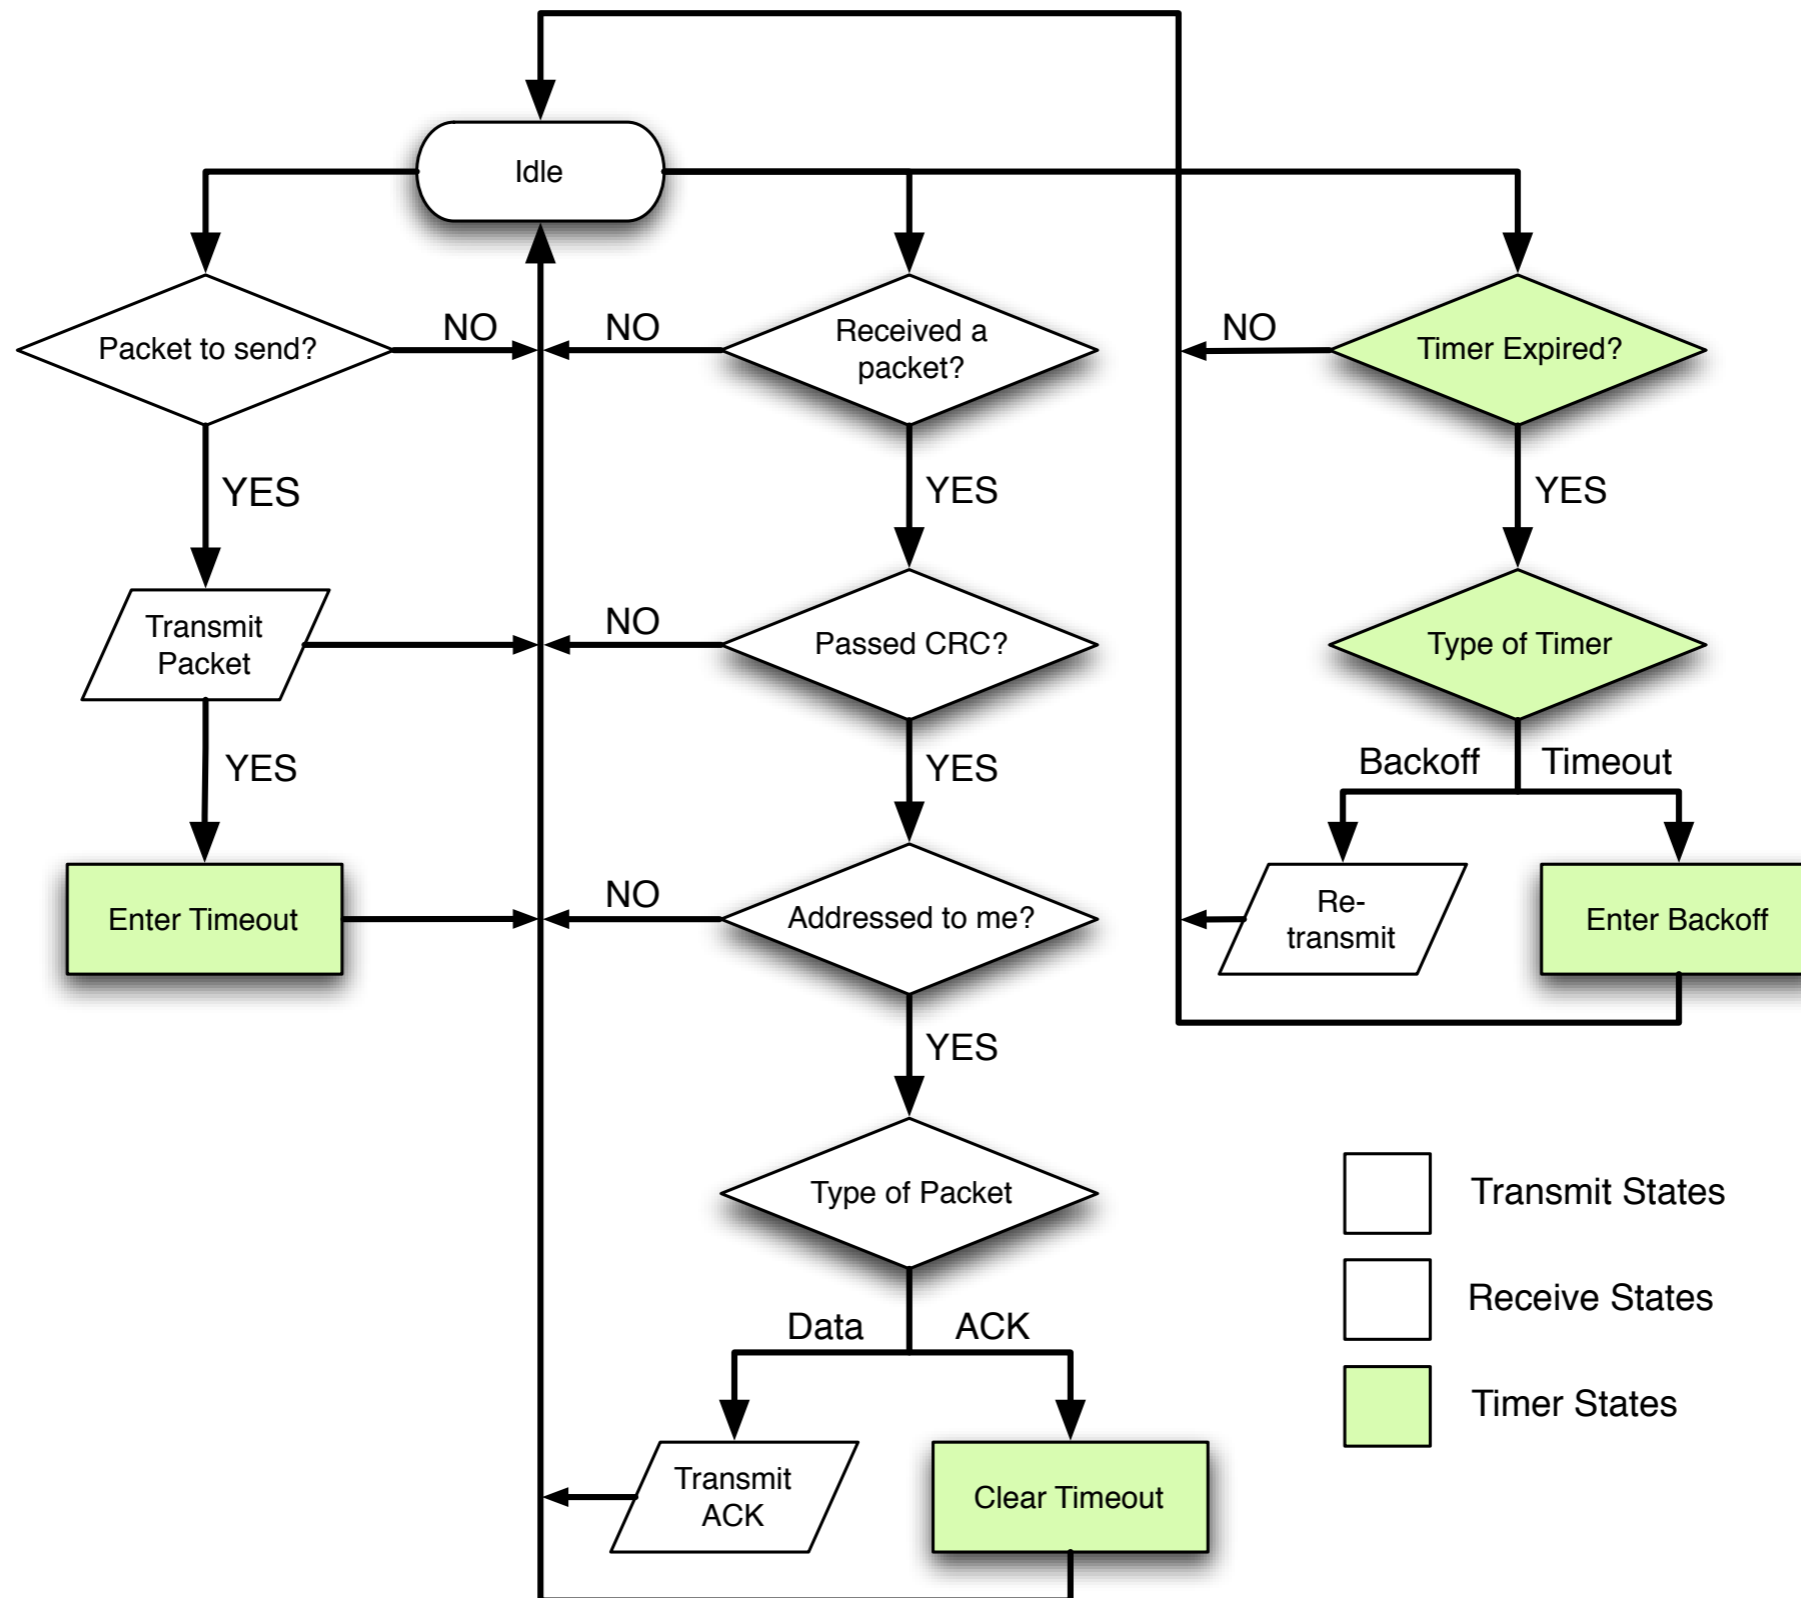 Idle
Packet to send?
NO
NO
Received a
packet?
NO
Timer Expired?
YES
YES
YES
Transmit
Packet
NO
Passed CRC?
Type of Timer
YES
YES
Backoff
Timeout
Enter Timeout
NO
Addressed to me?
Re-
transmit
Enter Backoff
YES
Type of Packet
Transmit States
Receive States
Data
ACK
Timer States
Transmit
ACK
Clear Timeout